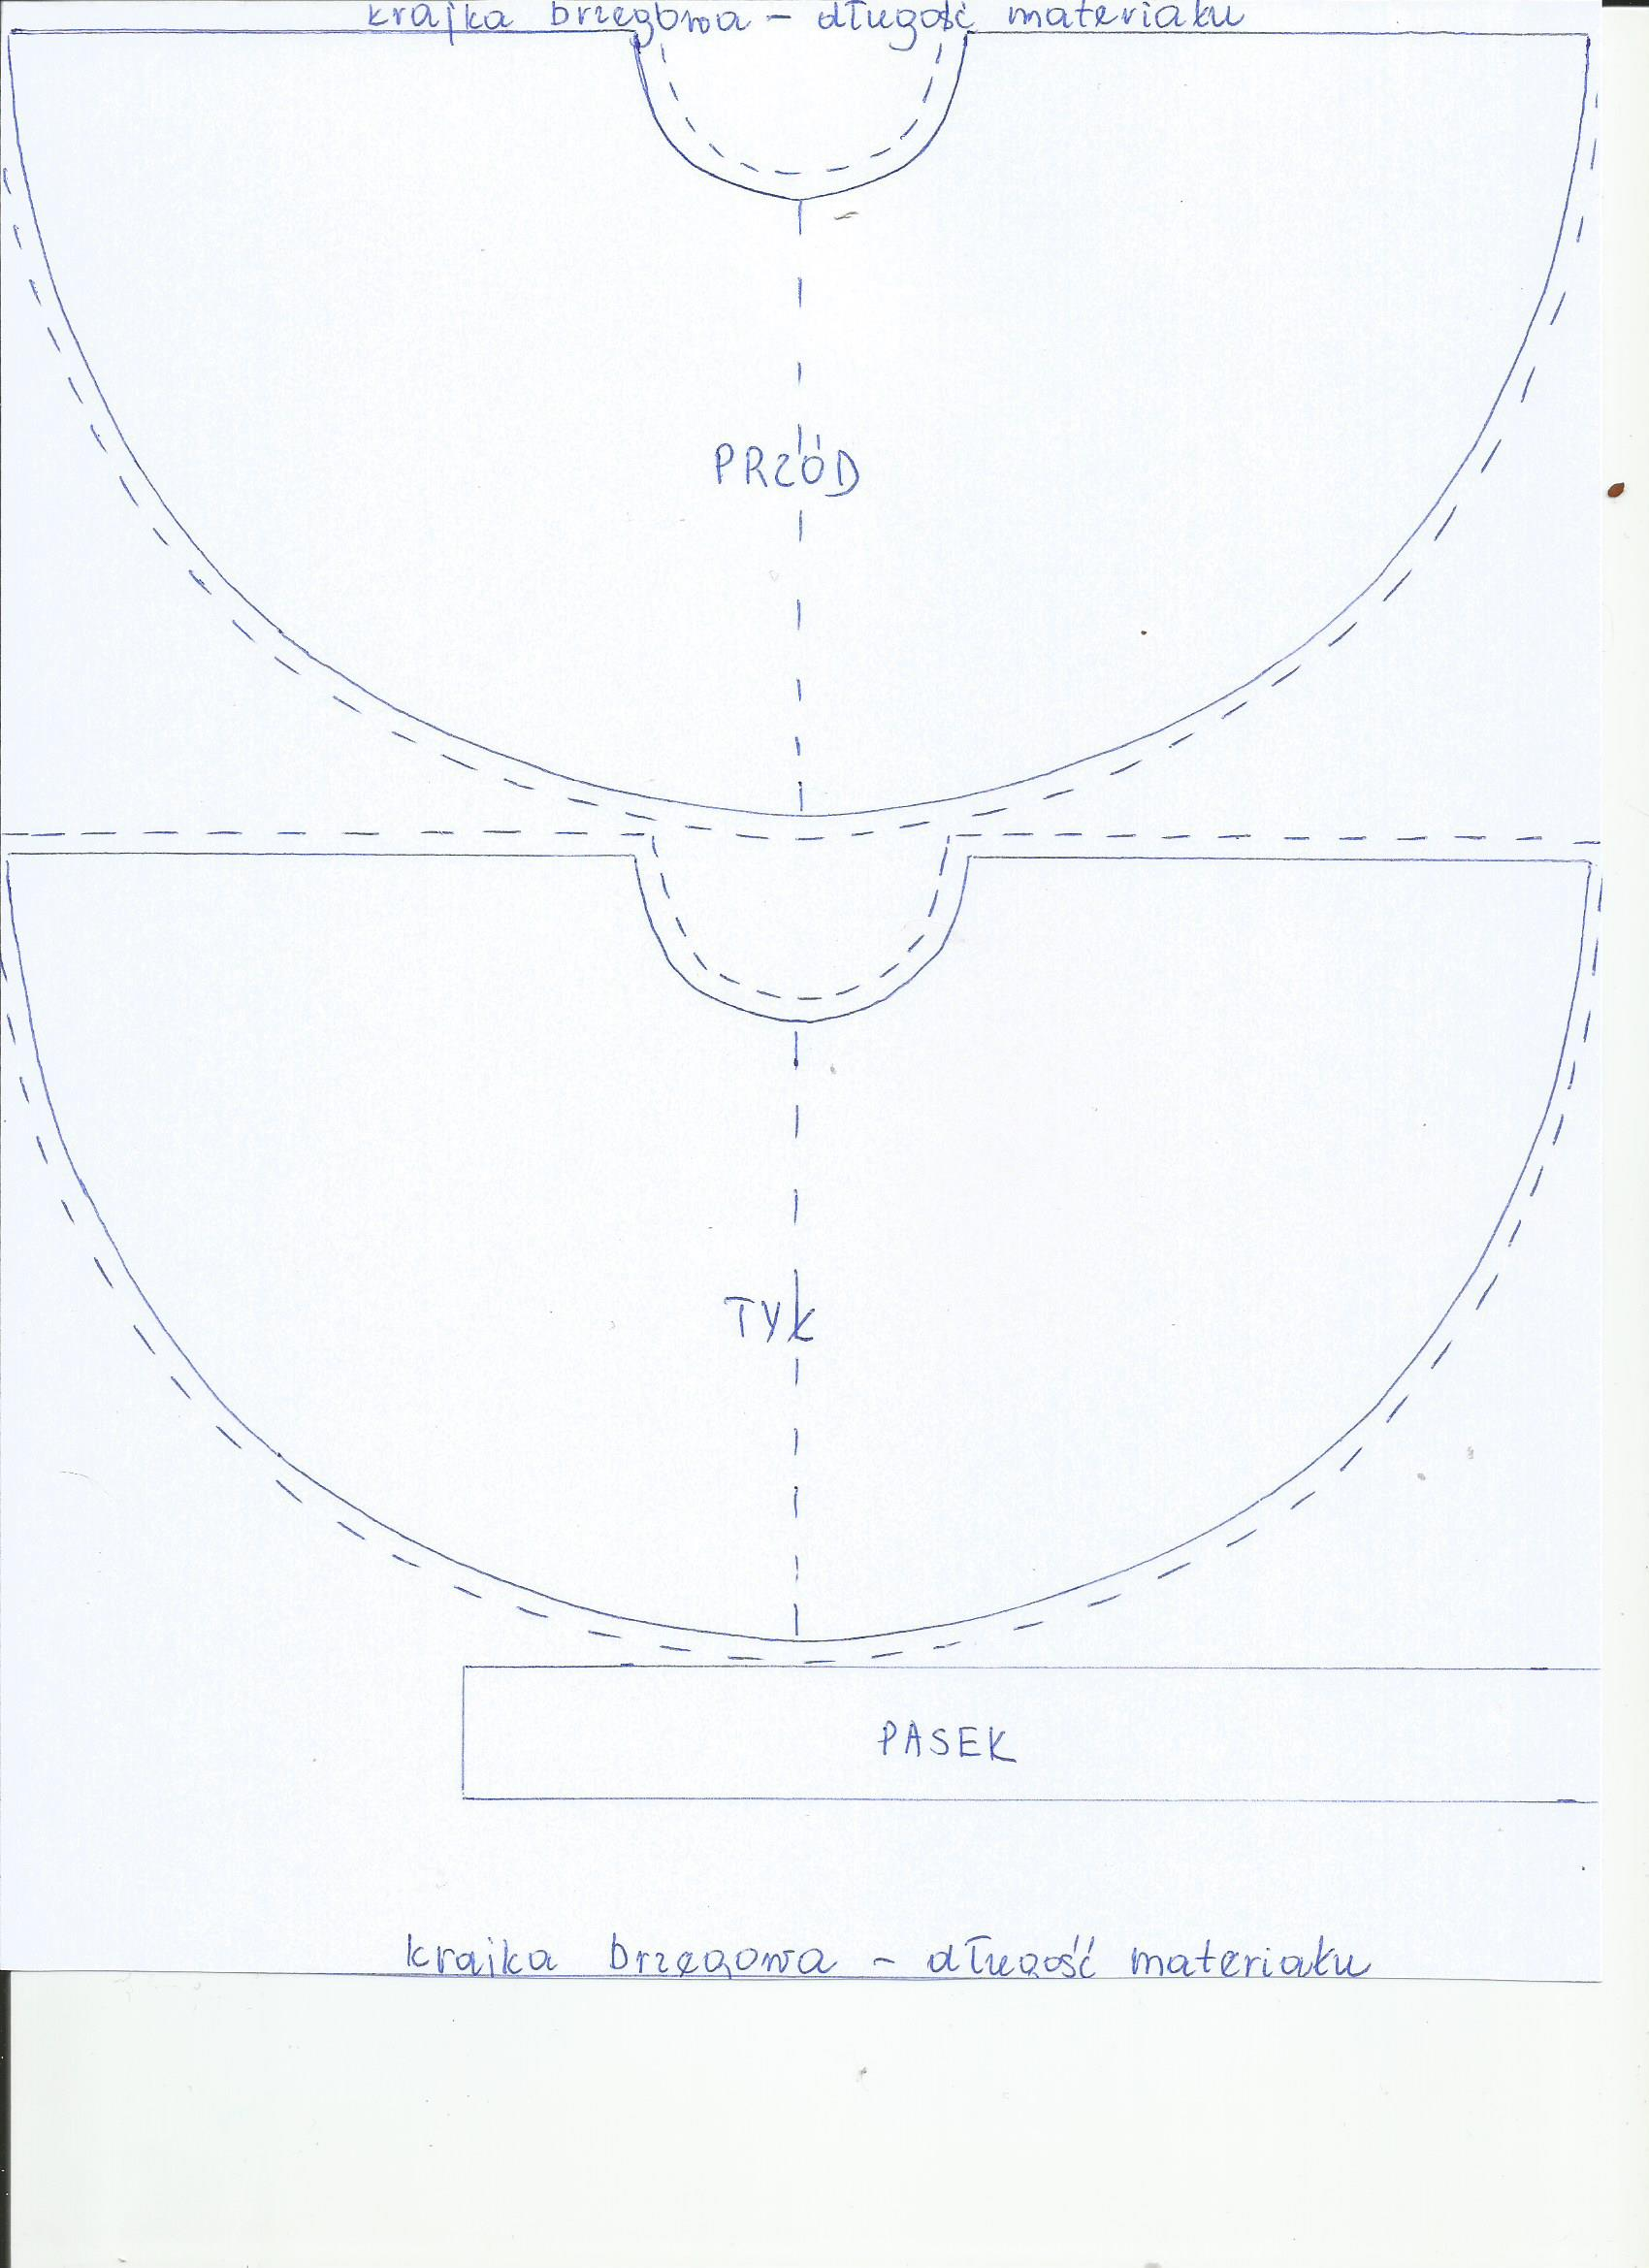 krajka brzegowa - długość materiału
PRZÓD
TYŁ
PASEK
krajka brzegowa - długość materiału